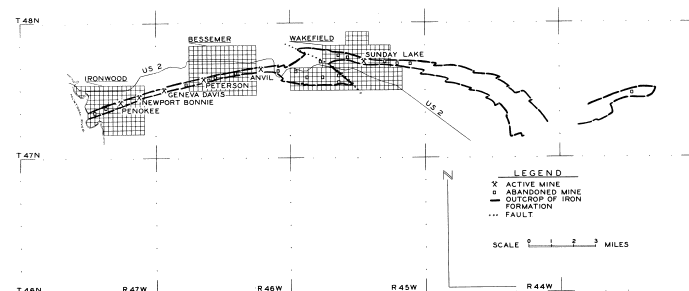 T 48N
BESSEMER
WAKEFIELD
US 2
SUNDAY LAKE
IRONWOOD
ANVIL
PETERSON
GENEVA DAVIS
NEWPORT BONNIE
PENOKEE
US 2
T 47N
N
LEGEND
ACTIVE MINE
ABANDONED MINE
OUTCROP OF IRON
FORMATION
FAULT
SCALE 0 1 2 3 MILES
T 46N
R 47W
R 46W
R 45W
R 44W